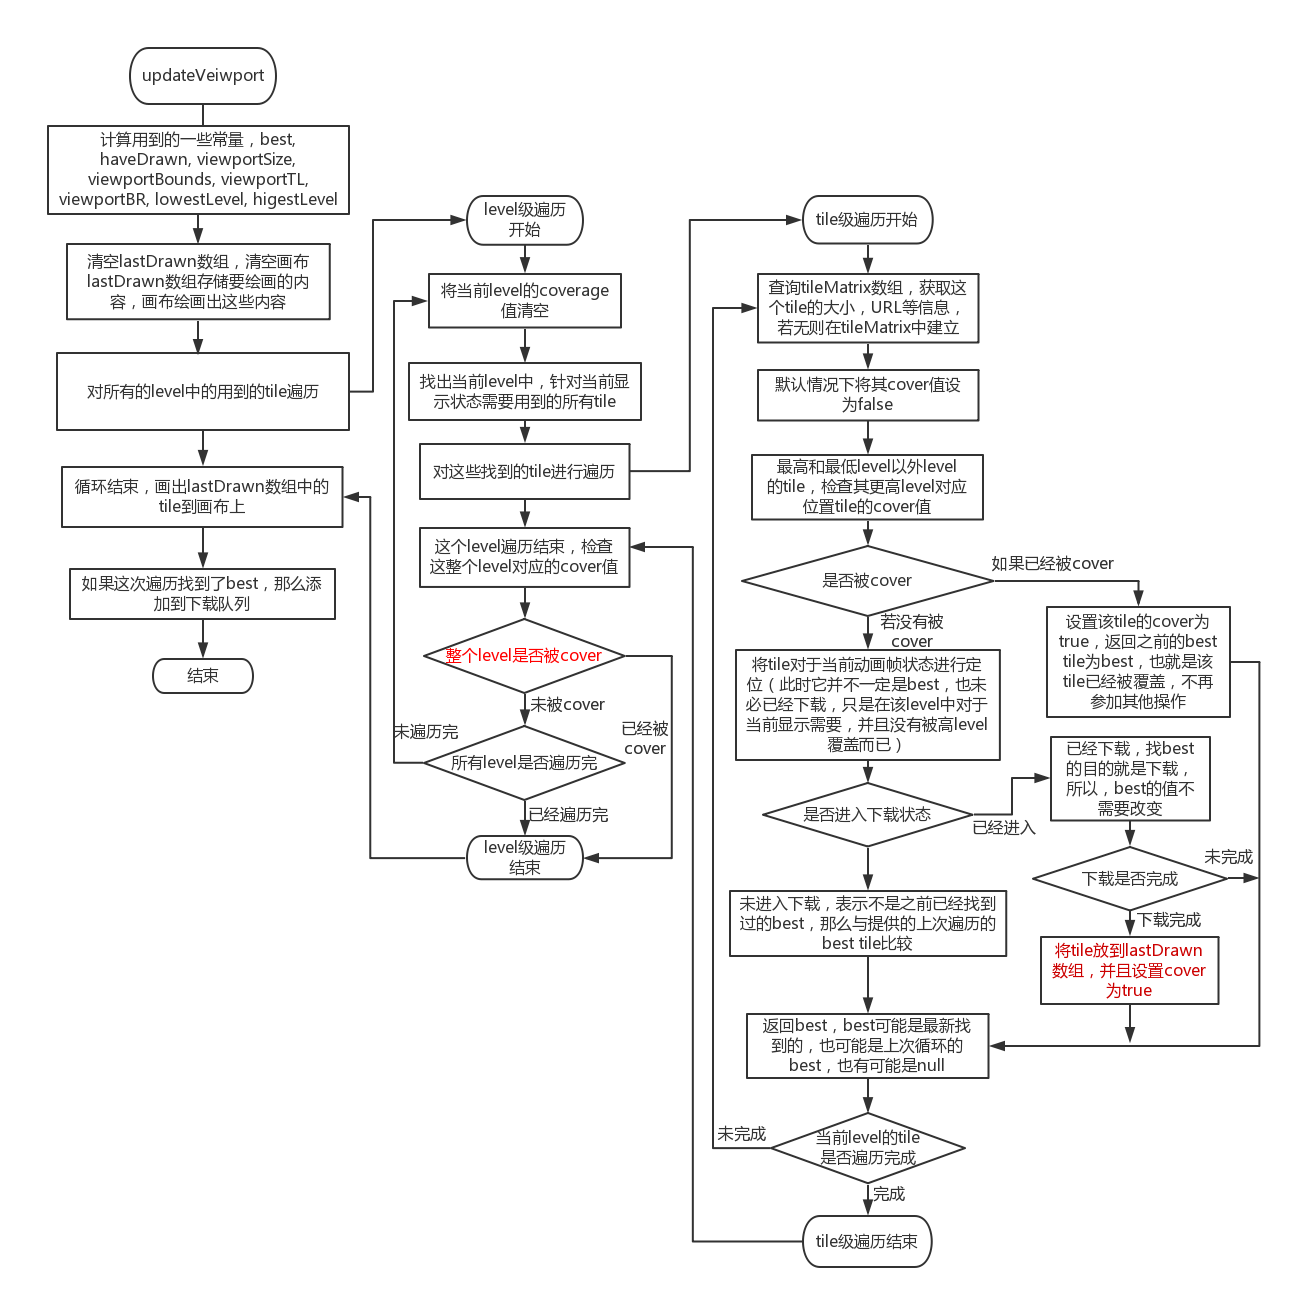 updateVeiwport
计算用到的一些常量，best,
haveDrawn, viewportSize,
viewportBounds, viewportTL,
viewportBR, lowestLevel, higestLevel
清空lastDrawn数组，清空画布
lastDrawn数组存储要绘画的内
容，画布绘画出这些内容
对所有的level中的用到的tile遍历
循环结束，画出lastDrawn数组中的
tile到画布上
如果这次遍历找到了best，那么添
加到下载队列
结束
level级遍历
开始
将当前level的coverage
值清空
找出当前level中，针对当前显
示状态需要用到的所有tile
对这些找到的tile进行遍历
这个level遍历结束，检查
这整个level对应的cover值
整个level是否被cover
未被cover
已经被
cover
未遍历完
所有level是否遍历完
已经遍历完
level级遍历
结束
tile级遍历开始
查询tileMatrix数组，获取这
个tile的大小，URL等信息，
若无则在tileMatrix中建立
默认情况下将其cover值设
为false
最高和最低level以外level
的tile，检查其更高level对应
位置tile的cover值
是否被cover
如果已经被cover
若没有被
cover
设置该tile的cover为
true，返回之前的best
tile为best，也就是该
tile已经被覆盖，不再
参加其他操作
将tile对于当前动画帧状态进行定
位（此时它并不一定是best，也未
必已经下载，只是在该level中对于
当前显示需要，并且没有被高level
覆盖而已）
是否进入下载状态
已经进入
已经下载，找best
的目的就是下载，
所以，best的值不
需要改变
下载是否完成
未完成
下载完成
将tile放到lastDrawn
数组，并且设置cover
为true
未进入下载，表示不是之前已经找到
过的best，那么与提供的上次遍历的
best tile比较
返回best，best可能是最新找
到的，也可能是上次循环的
best，也有可能是null
当前level的tile
是否遍历完成
未完成
完成
tile级遍历结束